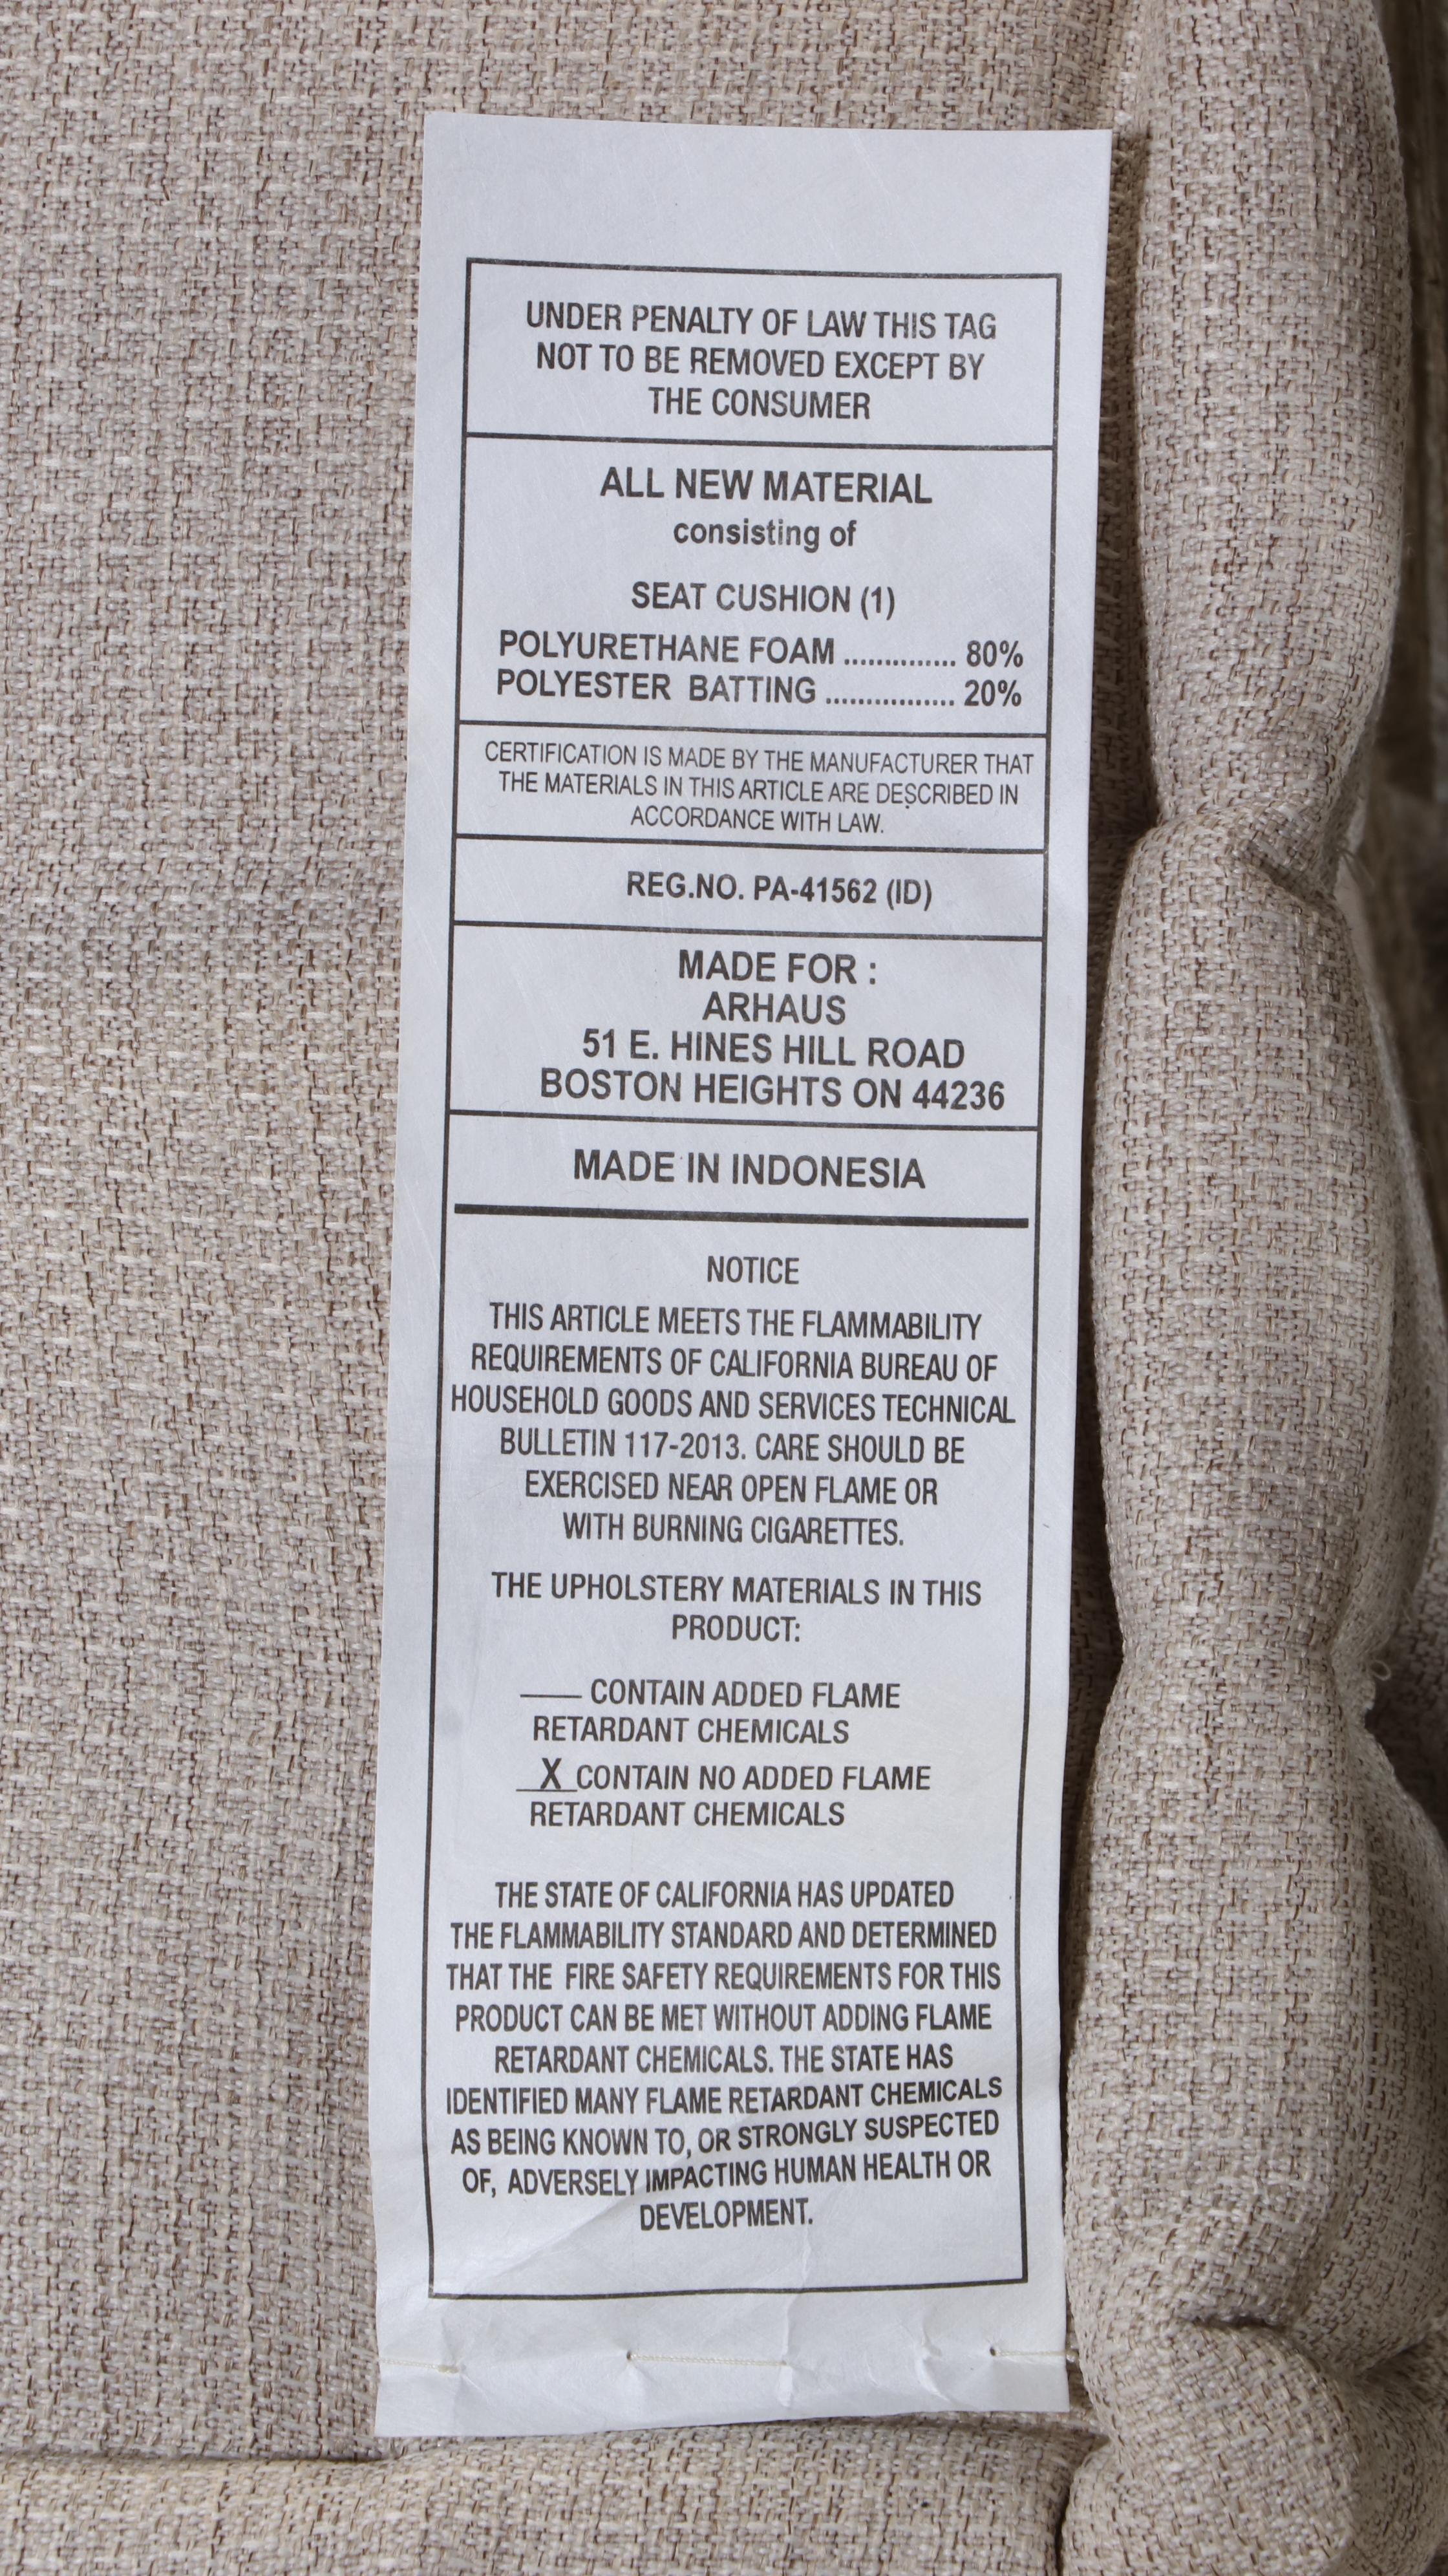 UNDER PENALTY OF LAW THIS TAG
NOT TO BE REMOVED EXCEPT BY
THE CONSUMER
ALL NEW MATERIAL
consisting of
SEAT CUSHION (1)
POLYURETHANE FOAM .............. 80%
POLYESTER BATTING ................ 20%
CERTIFICATION IS MADE BY THE MANUFACTURER THAT
THE MATERIALS IN THIS ARTICLE ARE DESCRIBED IN
ACCORDANCE WITH LAW.
REG.NO. PA-41562 (ID)
MADE FOR :
ARHAUS
51 E. HINES HILL ROAD
BOSTON HEIGHTS ON 44236
MADE IN INDONESIA
NOTICE
THIS ARTICLE MEETS THE FLAMMABILITY
REQUIREMENTS OF CALIFORNIA BUREAU OF
HOUSEHOLD GOODS AND SERVICES TECHNICAL
BULLETIN 117-2013. CARE SHOULD BE
EXERCISED NEAR OPEN FLAME OR
WITH BURNING CIGARETTES.
THE UPHOLSTERY MATERIALS IN THIS
PRODUCT:
___ CONTAIN ADDED FLAME
RETARDANT CHEMICALS
_X_CONTAIN NO ADDED FLAME
RETARDANT CHEMICALS
THE STATE OF CALIFORNIA HAS UPDATED
THE FLAMMABILITY STANDARD AND DETERMINED
THAT THE FIRE SAFETY REQUIREMENTS FOR THIS
PRODUCT CAN BE MET WITHOUT ADDING FLAME
RETARDANT CHEMICALS. THE STATE HAS
IDENTIFIED MANY FLAME RETARDANT CHEMICALS
AS BEING KNOWN TO, OR STRONGLY SUSPECTED
OF, ADVERSELY IMPACTING HUMAN HEALTH OR
DEVELOPMENT.